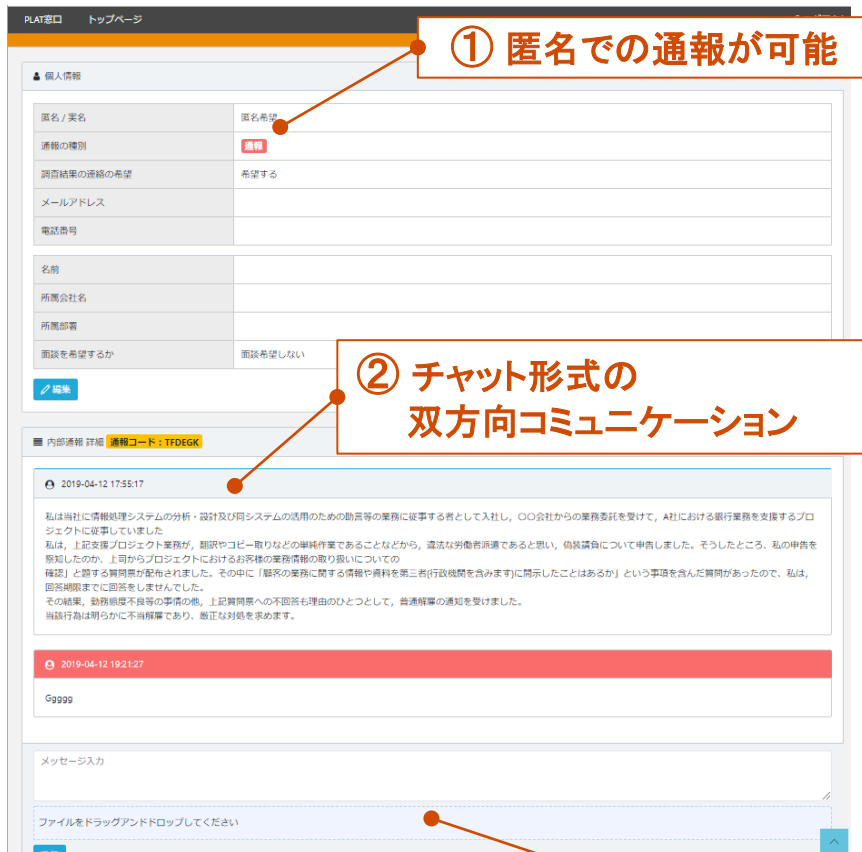 PLAT窓口 トップページ
① 匿名での通報が可能
個人情報
匿名 / 実名 匿名希望
通報の種別 通報
調査結果の連絡の希望 希望する
メールアドレス
電話番号
名前
所属会社名
所属部署
面談を希望するか 面談希望しない
② チャット形式の
双方向コミュニケーション
編集
内部通報 詳細 通報コード：TFDEGK
2019-04-12 17:55:17
私は当社に情報処理システムの分析・設計及び同システムの活用のための助言等の業務に従事する者として入社し，〇〇会社からの業務委託を受けて，A社における銀行業務を支援するプロ
ジェクトに従事していました
私は，上記支援プロジェクト業務が，翻訳やコピー取りなどの単純作業であることなどから，違法な労働者派遣であると思い，偽装請負について申告しました。そうしたところ、私の申告を
察知したのか、上司からプロジェクトにおけるお客様の業務情報の取り扱いについての
確認」と題する質問票が配布されました。その中に「顧客の業務に関する情報や資料を第三者(行政機関を含みます)に開示したことはあるか」という事項を含んだ質問があったので、私は，
回答期限までに回答をしませんでした。
その結果，勤務態度不良等の事情の他，上記質問票への不回答も理由のひとつとして，普通解雇の通知を受けました。
当該行為は明らかに不当解雇であり、厳正な対処を求めます。
2019-04-12 19:21:27
Ggggg
メッセージ入力
ファイルをドラッグアンドドロップしてください